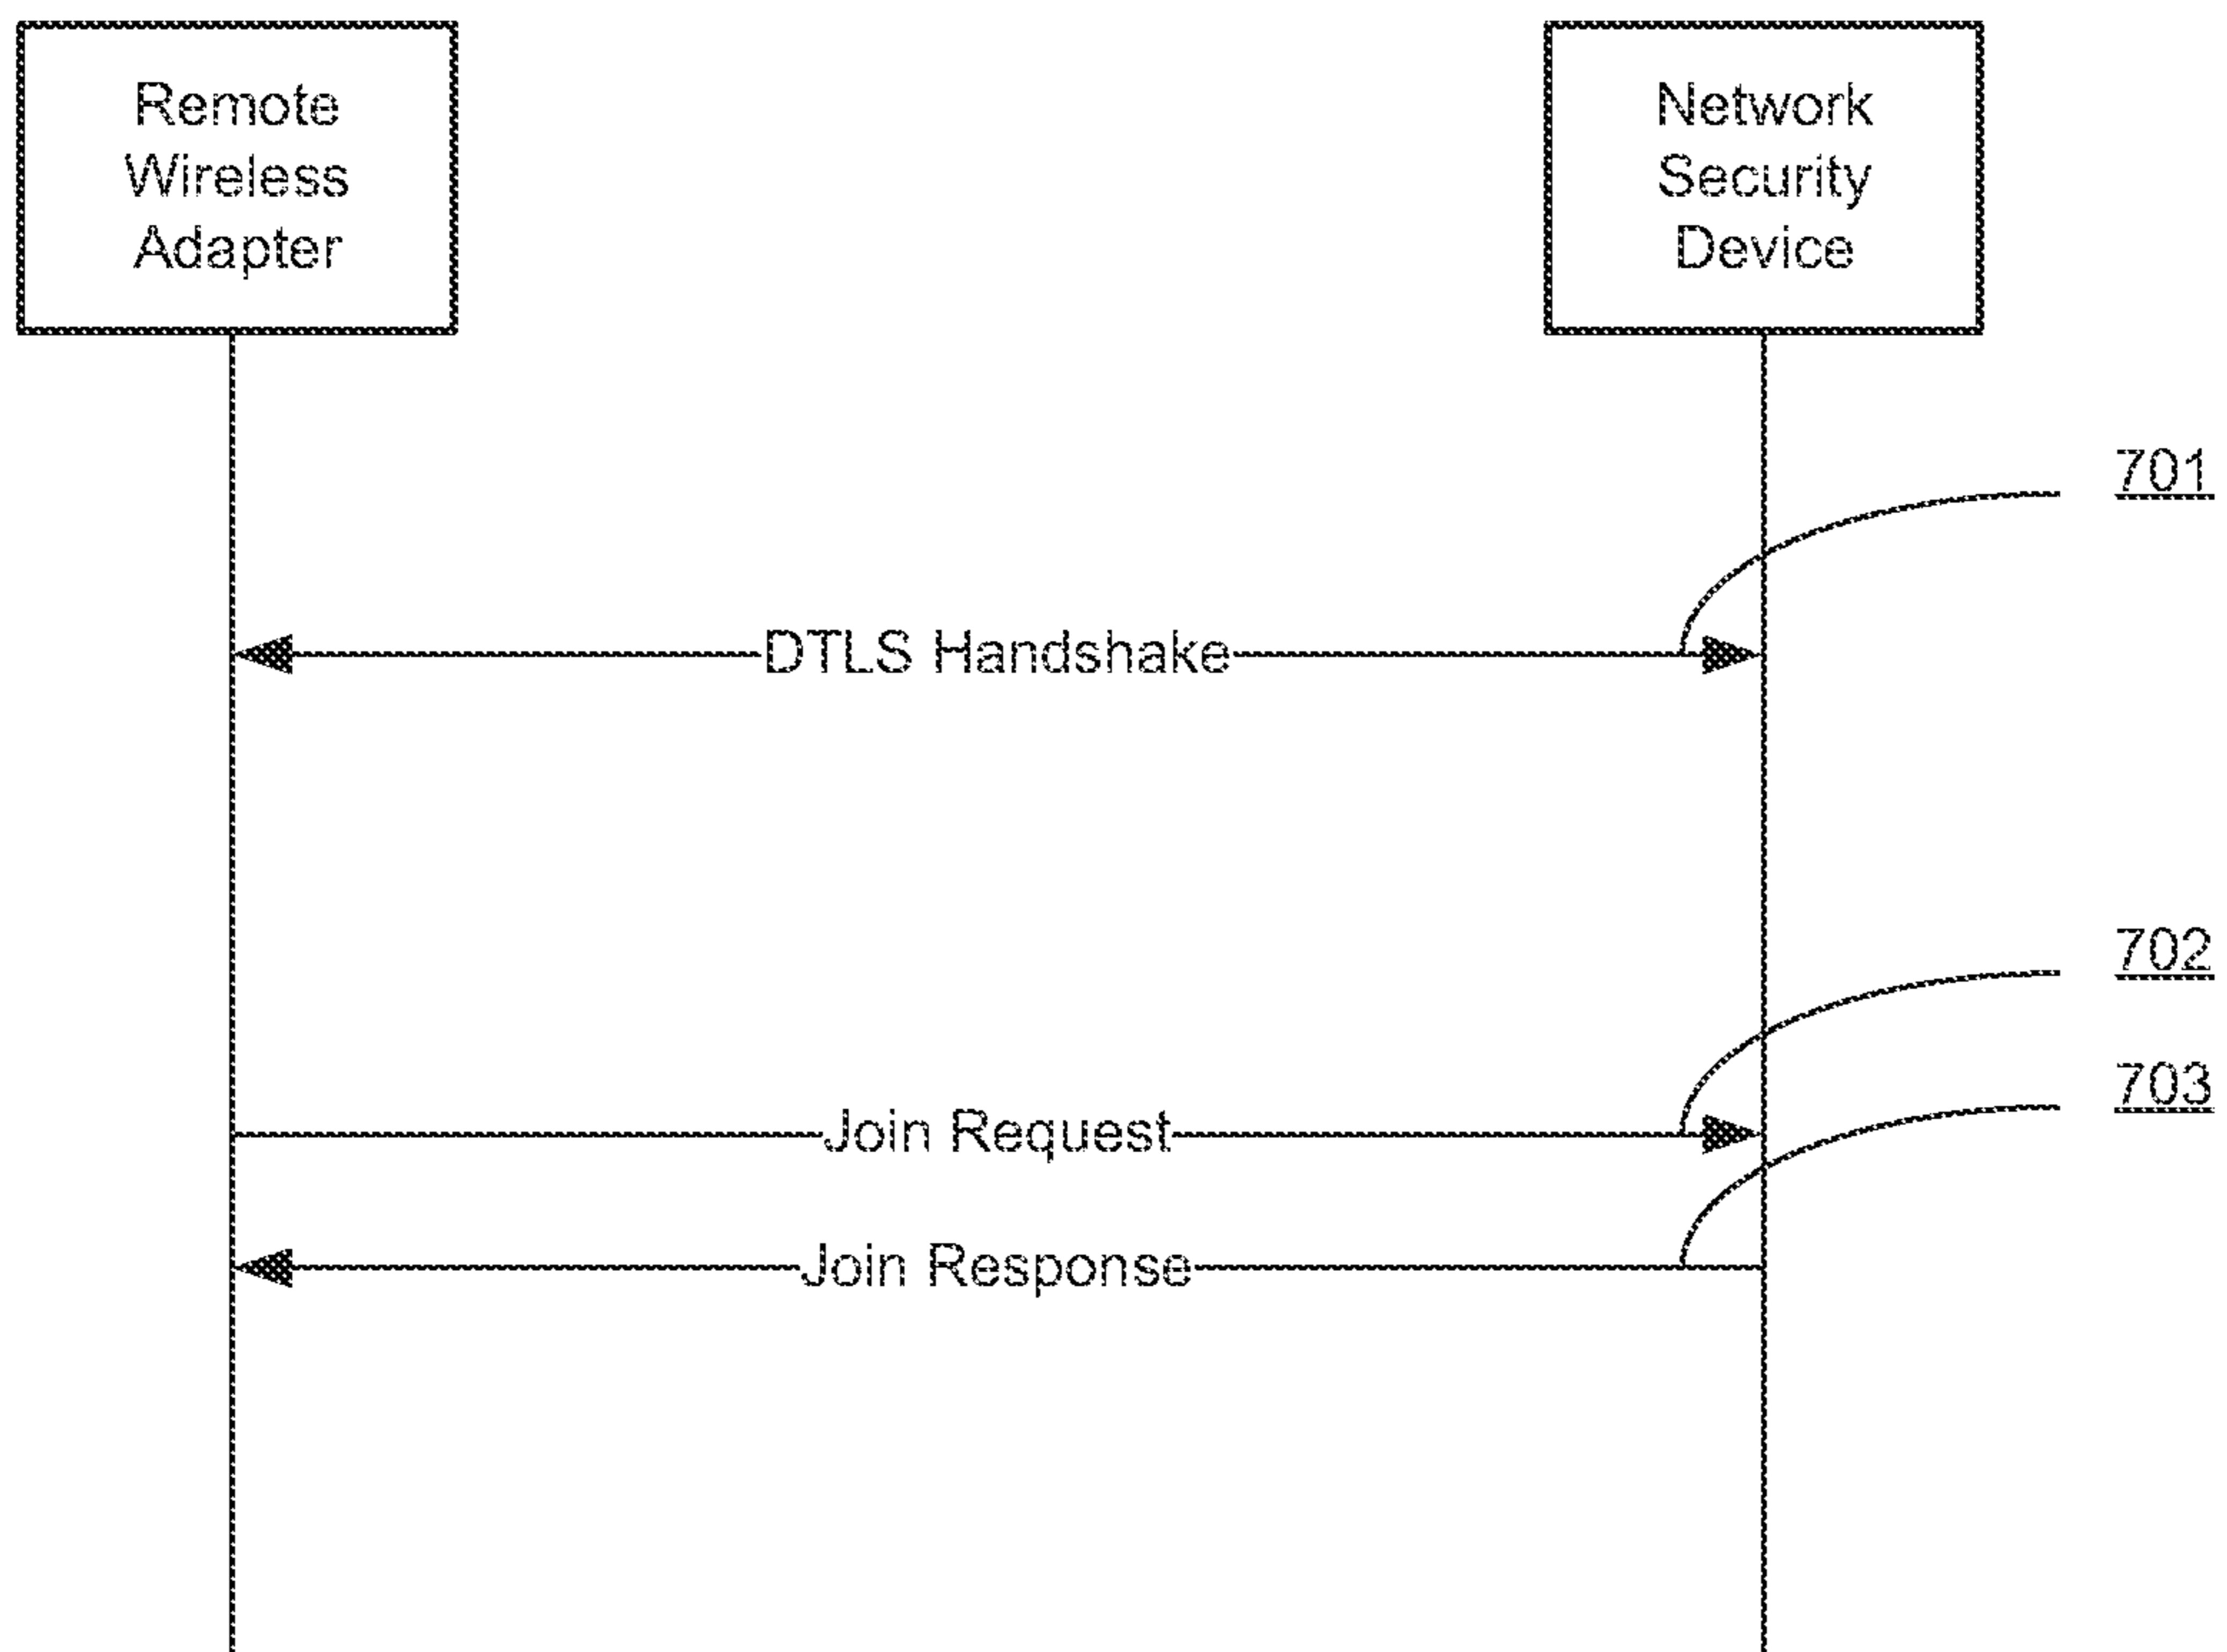 Remote
Wireless
Adapter
Network
Security
Device
701
DTLS Handshake
702
Join Request
703
Join Response